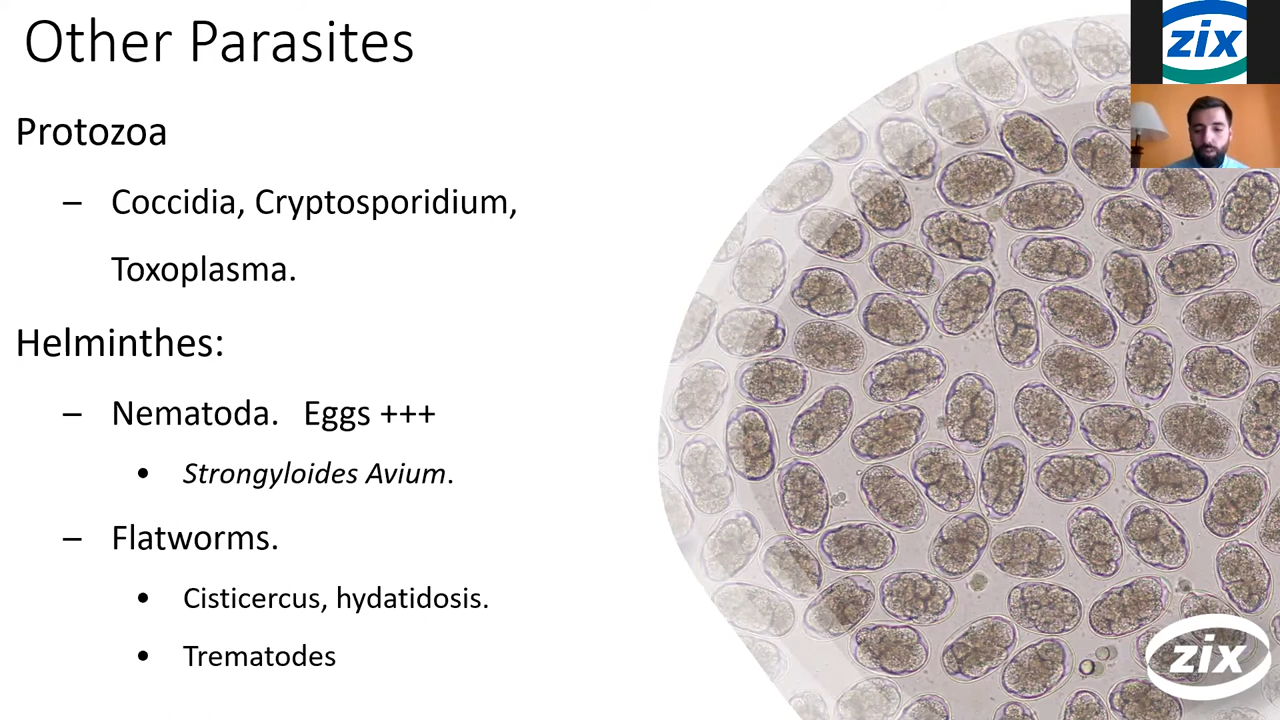 Other Parasites
zix
Protozoa
– Coccidia, Cryptosporidium,
Toxoplasma.
Helminthes:
– Nematoda. Eggs +++
• Strongyloides Avium.
– Flatworms.
• Cisticercus, hydatidosis.
• Trematodes
zix